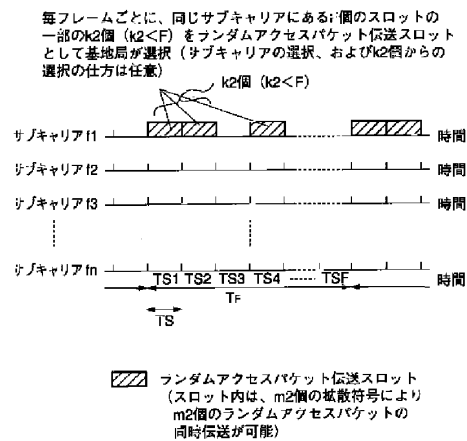 毎フレームごとに、同じサブキャリアにあるF個のスロットの
一部のk2個（k2<F）をランダムアクセスパケット伝送スロット
として基地局が選択（サブキャリアの選択、およびk2個からの
選択の仕方は任意）
k2個（k2<F）
サブキャリアf1 時間
サブキャリアf2 時間
サブキャリアf3 時間
サブキャリアfn 時間
TS1 TS2 TS3 TS4 TSF
TF
TS
ランダムアクセスパケット伝送スロット
（スロット内は、m2個の拡散符号により
m2個のランダムアクセスパケットの
同時伝送が可能）